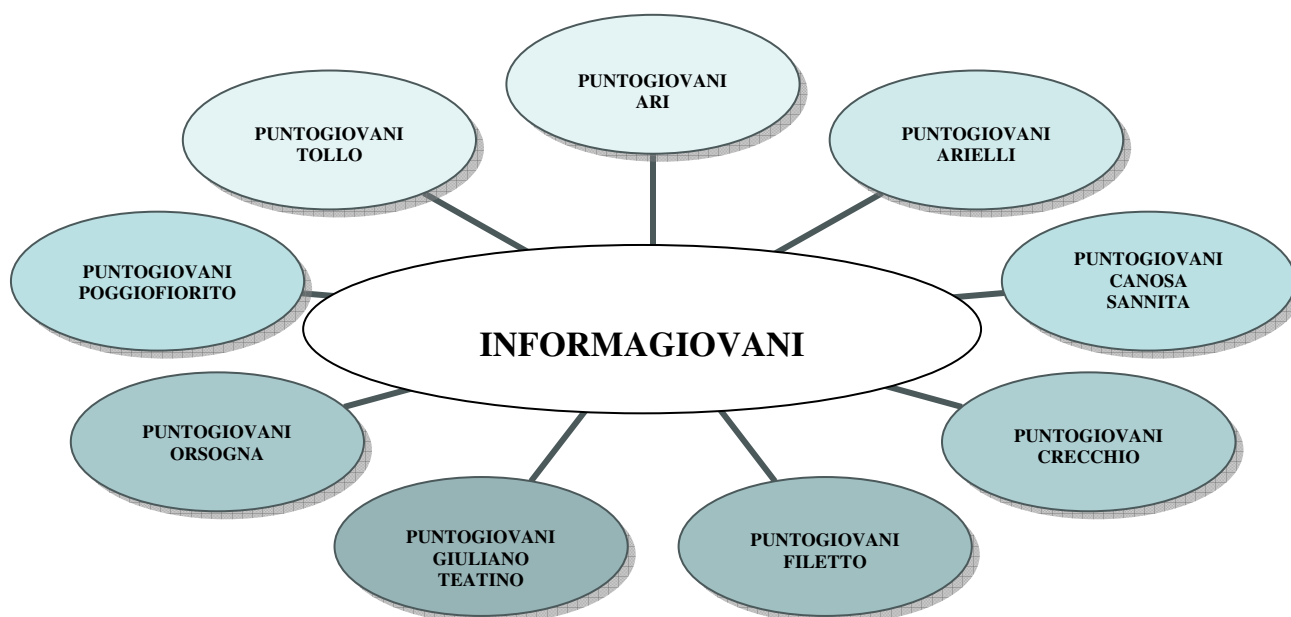 PUNTOGIOVANI
ARI
PUNTOGIOVANI
TOLLO
PUNTOGIOVANI
ARIELLI
PUNTOGIOVANI
POGGIOFIORITO
PUNTOGIOVANI
CANOSA
SANNITA
INFORMAGIOVANI
PUNTOGIOVANI
ORSOGNA
PUNTOGIOVANI
CRECCHIO
PUNTOGIOVANI
GIULIANO
TEATINO
PUNTOGIOVANI
FILETTO